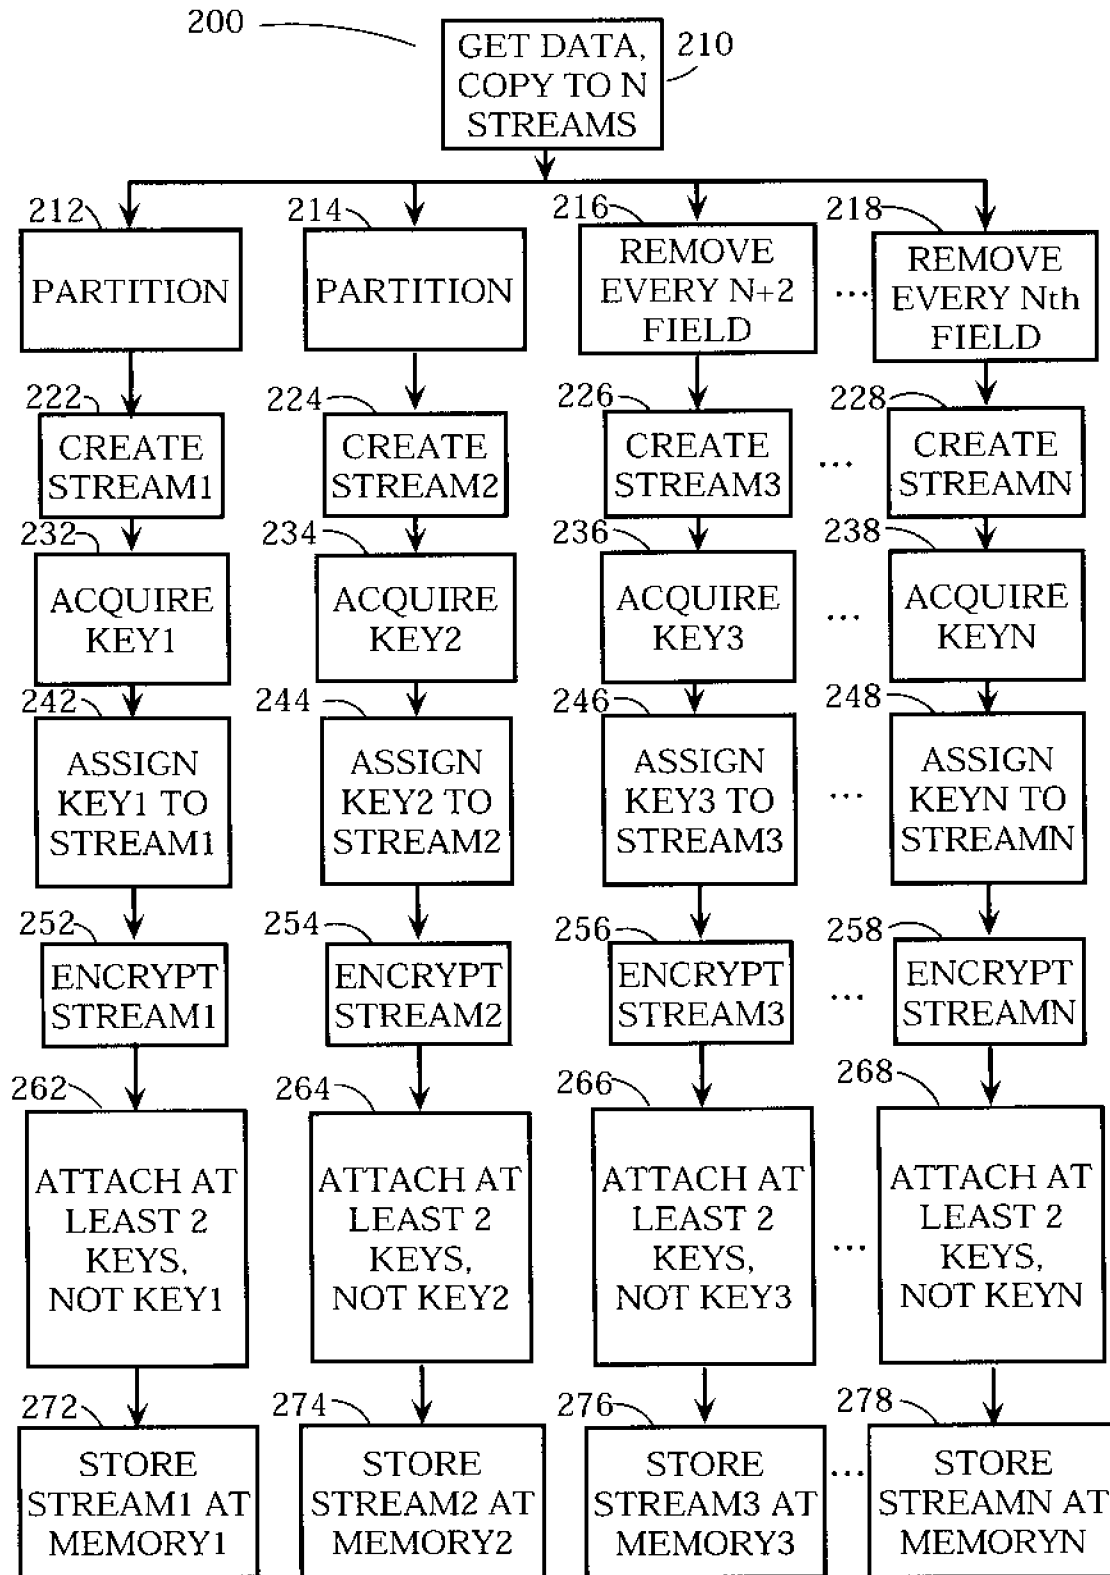 200
GET DATA,
COPY TO N
STREAMS
210
212
PARTITION
214
PARTITION
216
REMOVE
EVERY N+2
FIELD
...
218
REMOVE
EVERY Nth
FIELD
222
CREATE
STREAM1
224
CREATE
STREAM2
226
CREATE
STREAM3
...
228
CREATE
STREAMN
232
ACQUIRE
KEY1
234
ACQUIRE
KEY2
236
ACQUIRE
KEY3
...
238
ACQUIRE
KEYN
242
ASSIGN
KEY1 TO
STREAM1
244
ASSIGN
KEY2 TO
STREAM2
246
ASSIGN
KEY3 TO
STREAM3
...
248
ASSIGN
KEYN TO
STREAMN
252
ENCRYPT
STREAM1
254
ENCRYPT
STREAM2
256
ENCRYPT
STREAM3
...
258
ENCRYPT
STREAMN
262
ATTACH AT
LEAST 2
KEYS,
NOT KEY1
264
ATTACH AT
LEAST 2
KEYS,
NOT KEY2
266
ATTACH AT
LEAST 2
KEYS,
NOT KEY3
...
268
ATTACH AT
LEAST 2
KEYS,
NOT KEYN
272
STORE
STREAM1 AT
MEMORY1
274
STORE
STREAM2 AT
MEMORY2
276
STORE
STREAM3 AT
MEMORY3
...
278
STORE
STREAMN AT
MEMORYN